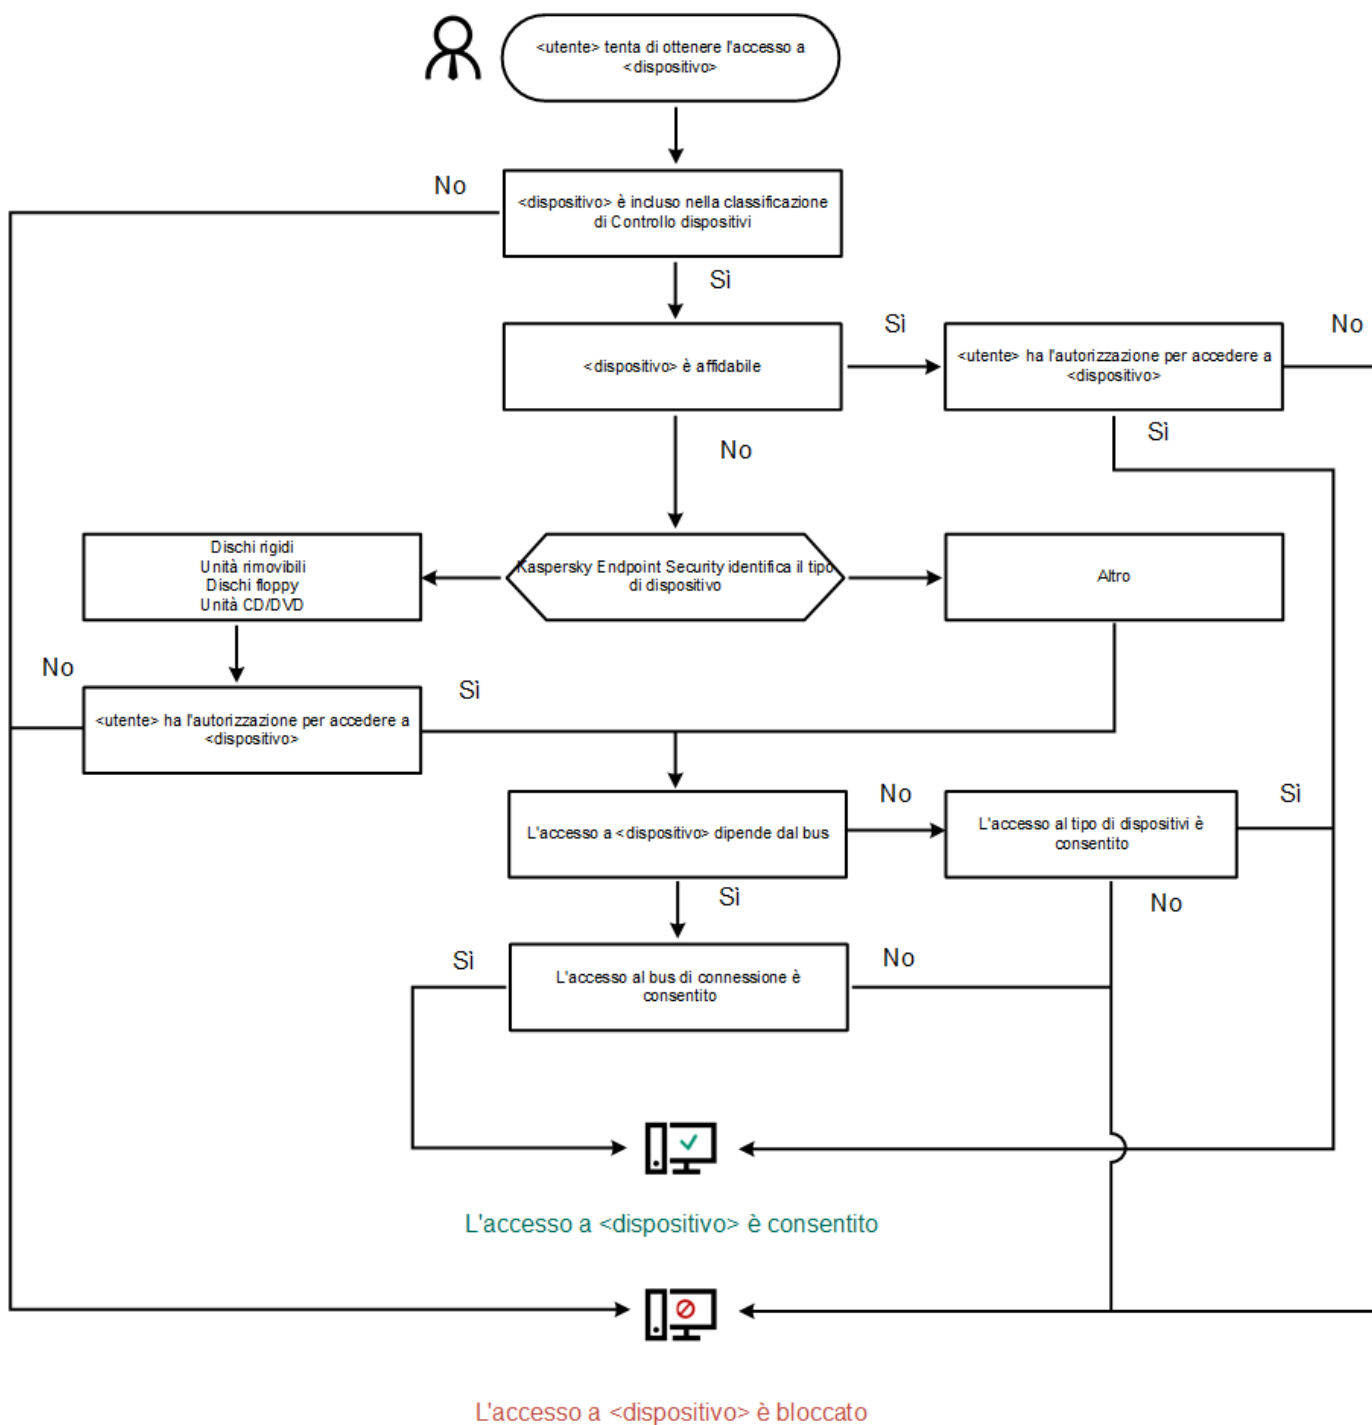 <utente> tenta di ottenere l'accesso a
<dispositivo>
No
<dispositivo> è incluso nella classificazione
di Controllo dispositivi
Sì
<dispositivo> è affidabile
Sì
<utente> ha l'autorizzazione per accedere a
<dispositivo>
No
Sì
No
Dischi rigidi
Unità rimovibili
Dischi floppy
Unità CD/DVD
Kaspersky Endpoint Security identifica il tipo
di dispositivo
Altro
No
<utente> ha l'autorizzazione per accedere a
<dispositivo>
Sì
L'accesso a <dispositivo> dipende dal bus
No
L'accesso al tipo di dispositivi è
consentito
Sì
Sì
No
Sì
L'accesso al bus di connessione è
consentito
No
L'accesso a <dispositivo> è consentito
L'accesso a <dispositivo> è bloccato